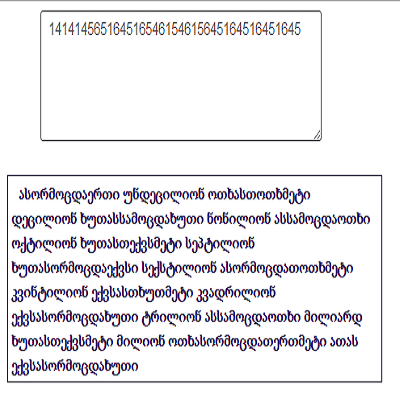 141414565164516546154615645164516451645
ასორმოცდაერთი უნდეცილიონ ოთხასთოთხმეტი
დეცილიონ ხუთასსამოცდახუთი ნონილიონ ასსამოცდაოთხი
ოქტილიონ ხუთასთექვსმეტი სეპტილიონ
ხუთასორმოცდაექვსი სექსტილიონ ასორმოცდათოთხმეტი
კვინტილიონ ექვსასთხუთმეტი კვადრილიონ
ექვსასორმოცდახუთი ტრილიონ ასსამოცდაოთხი მილიარდ
ხუთასთექვსმეტი მილიონ ოთხასორმოცდათერთმეტი ათას
ექვსასორმოცდახუთი